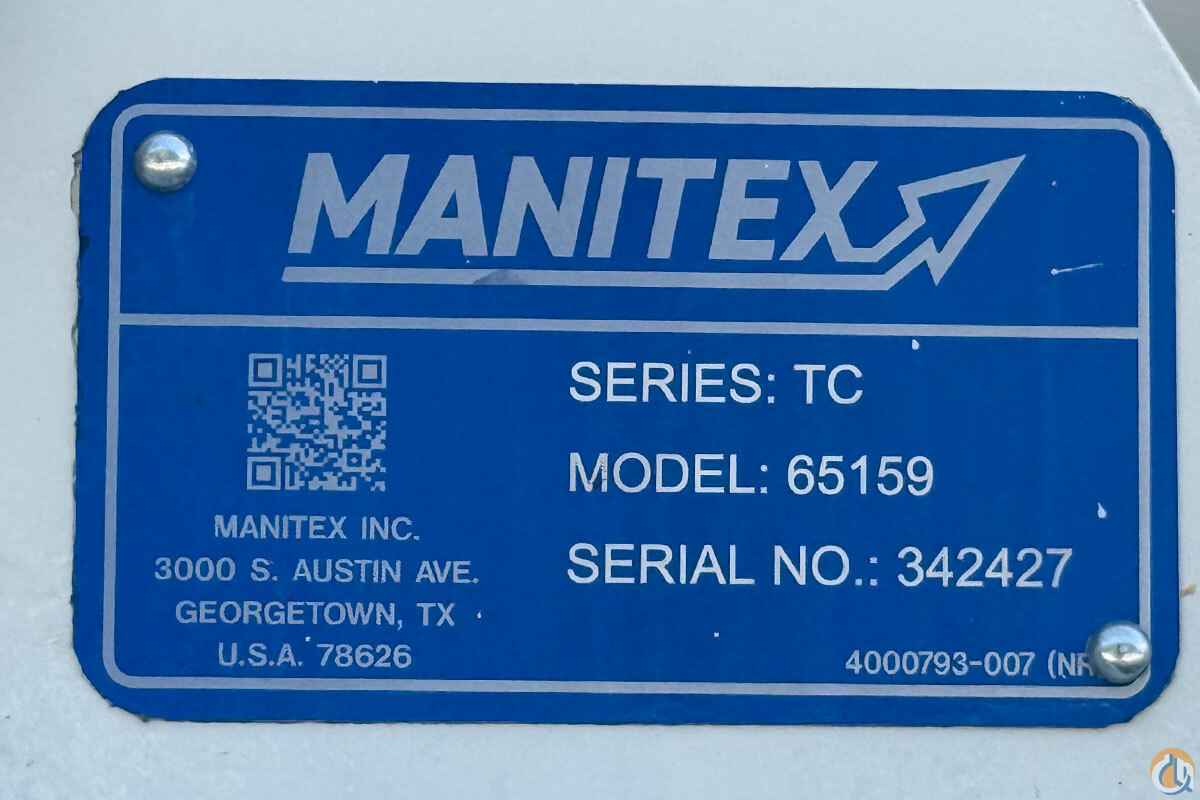 MANITEX
SERIES: TC
MODEL: 65159
SERIAL NO.: 342427
MANITEX INC.
3000 S. AUSTIN AVE.
GEORGETOWN, TX
U.S.A. 78626
4000793-007